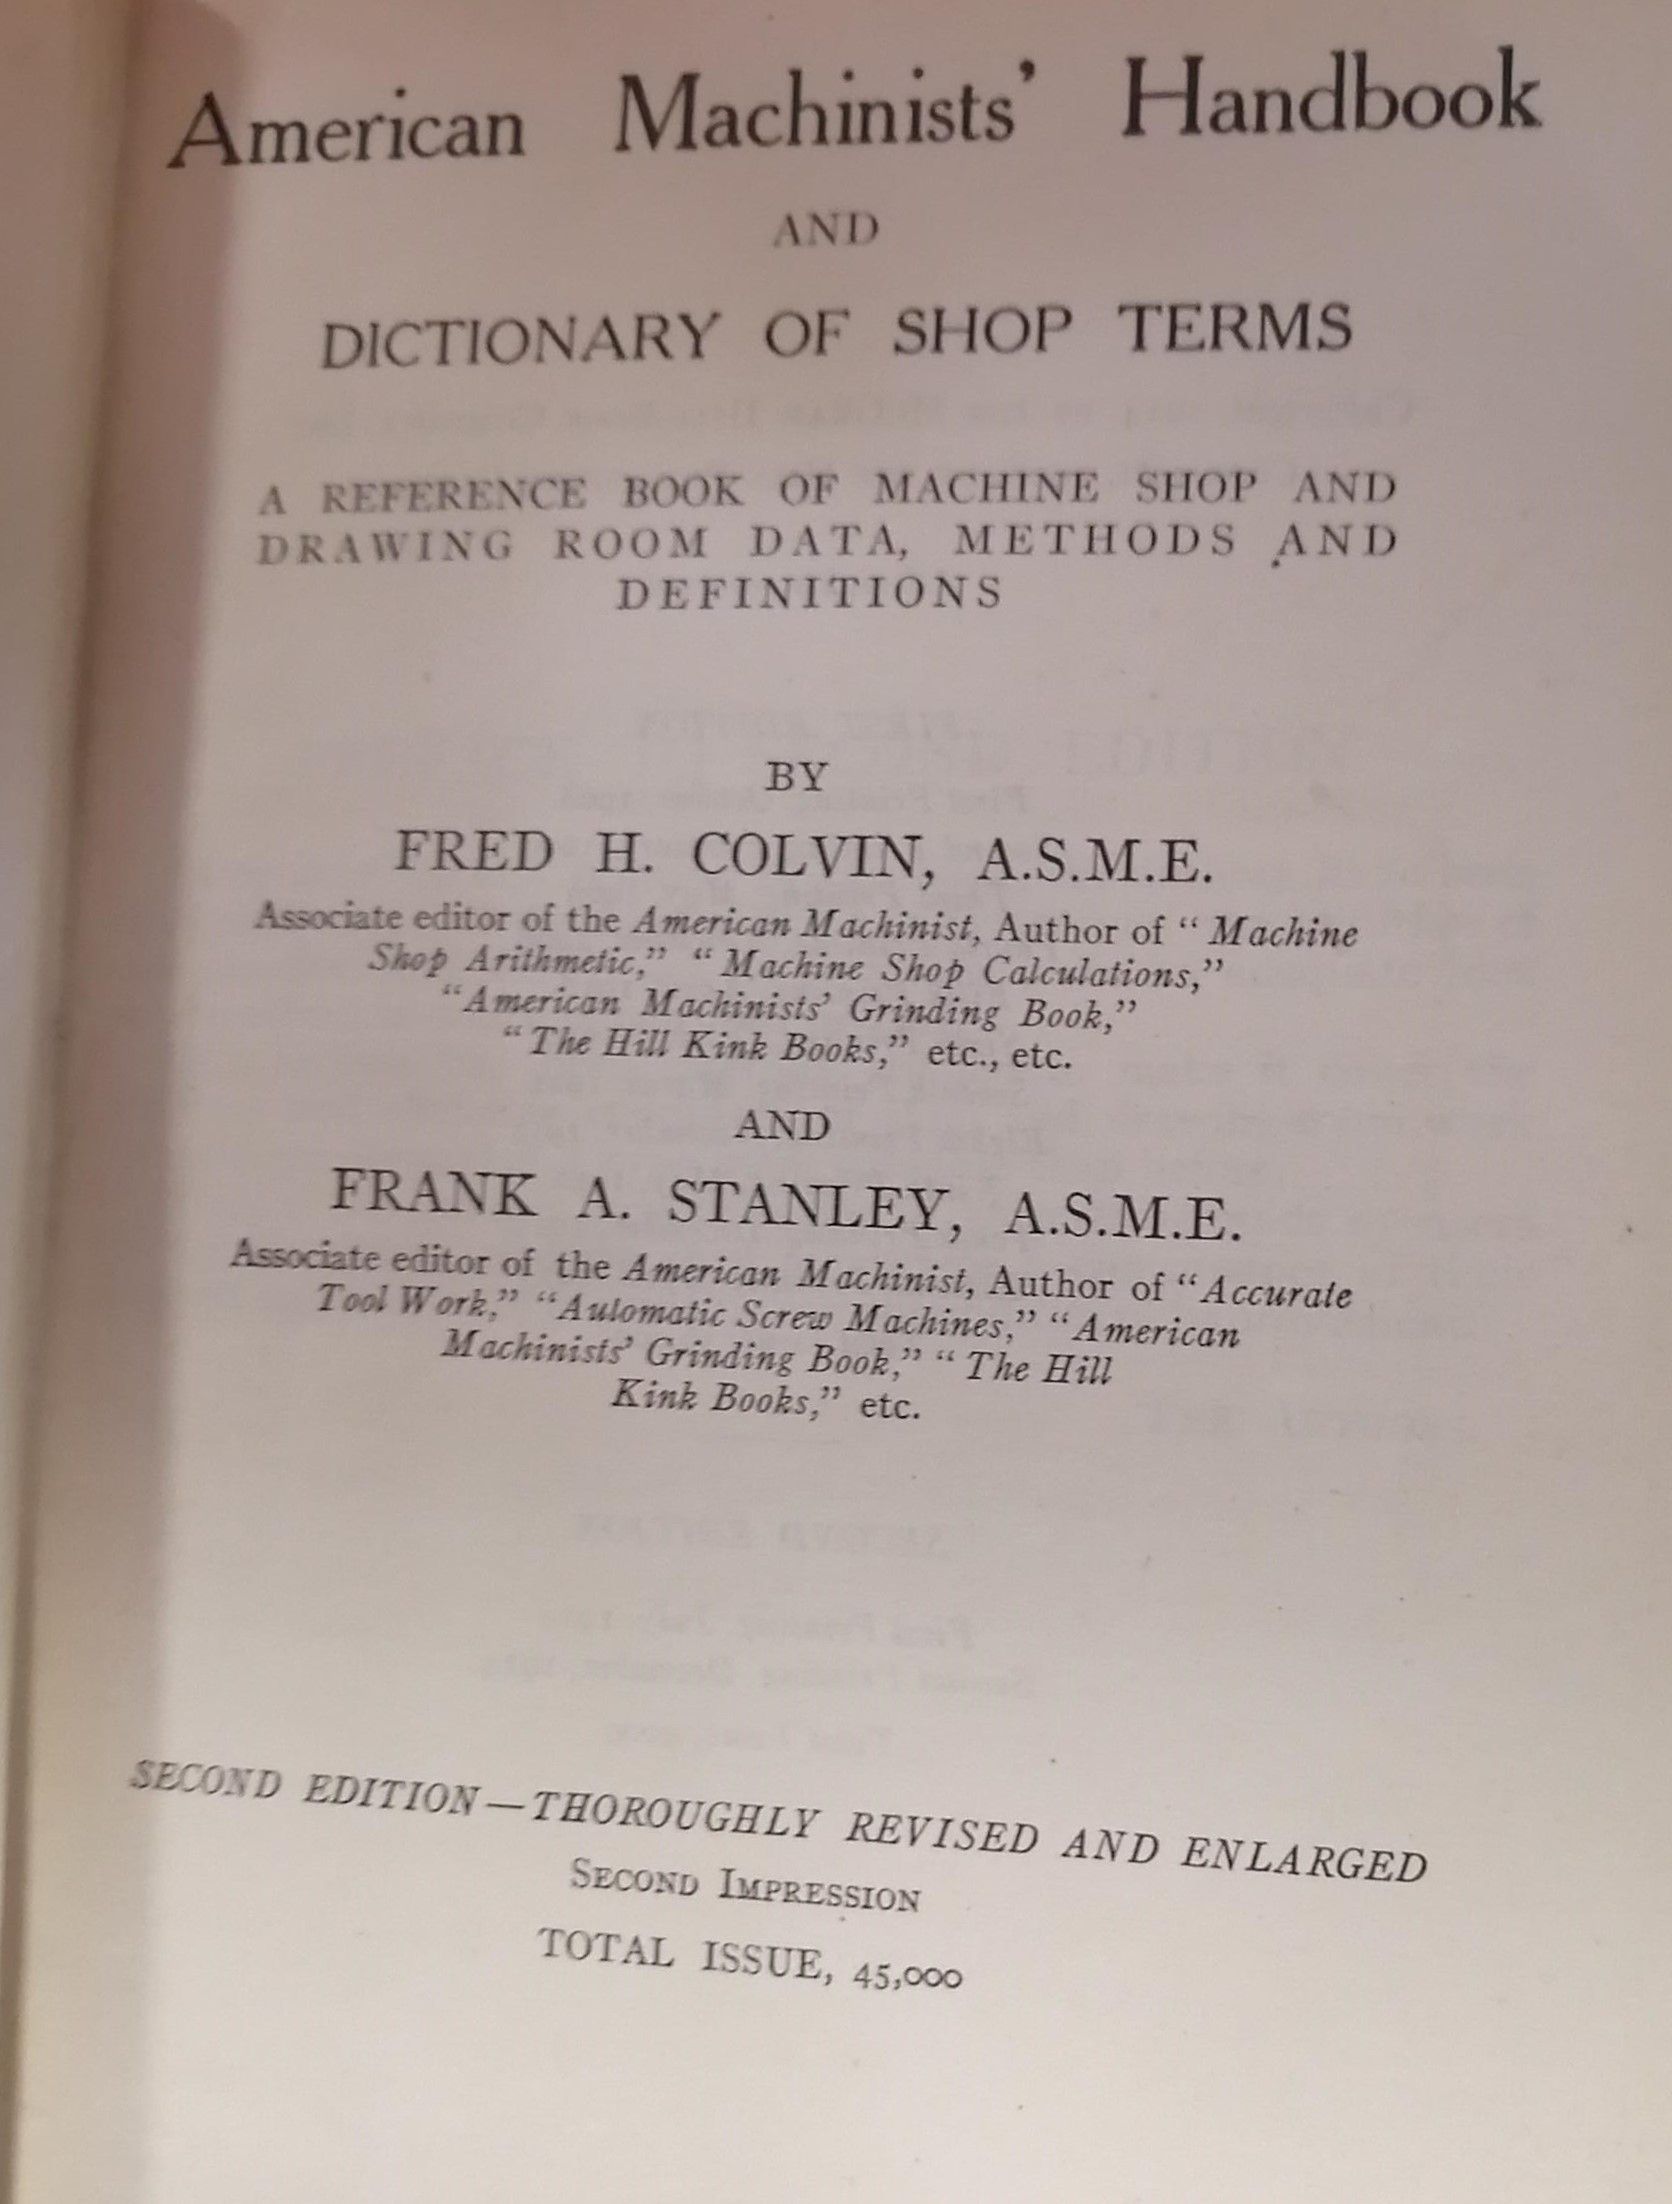 American Machinists' Handbook
AND
DICTIONARY OF SHOP TERMS
A REFERENCE BOOK OF MACHINE SHOP AND
DRAWING ROOM DATA, METHODS AND
DEFINITIONS
BY
FRED H. COLVIN, A.S.M.E.
Associate editor of the American Machinist, Author of "Machine
Shop Arithmetic," "Machine Shop Calculations,"
"American Machinists' Grinding Book,"
"The Hill Kink Books," etc., etc.
AND
FRANK A. STANLEY, A.S.M.E.
Associate editor of the American Machinist, Author of "Accurate
Tool Work," "Automatic Screw Machines," "American
Machinists' Grinding Book," "The Hill
Kink Books," etc.
SECOND EDITION—THOROUGHLY REVISED AND ENLARGED
SECOND IMPRESSION
TOTAL ISSUE, 45,000